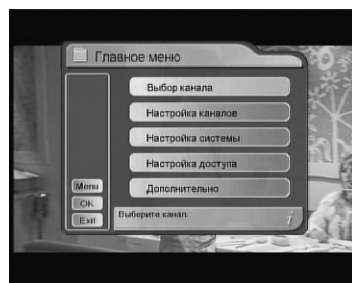 Главное меню
Выбор канала
Настройка каналов
Настройка системы
Настройка доступа
Дополнительно
Menu
OK
Exit
Выберите канал:
i